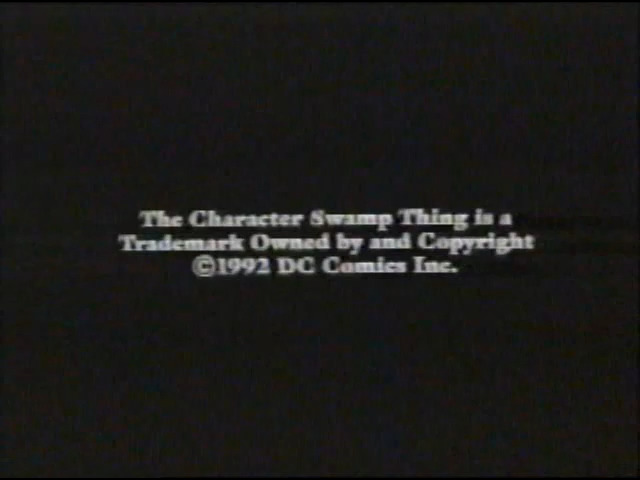 The Character Swamp Thing is a
Trademark Owned by and Copyright
©1992 DC Comics Inc.